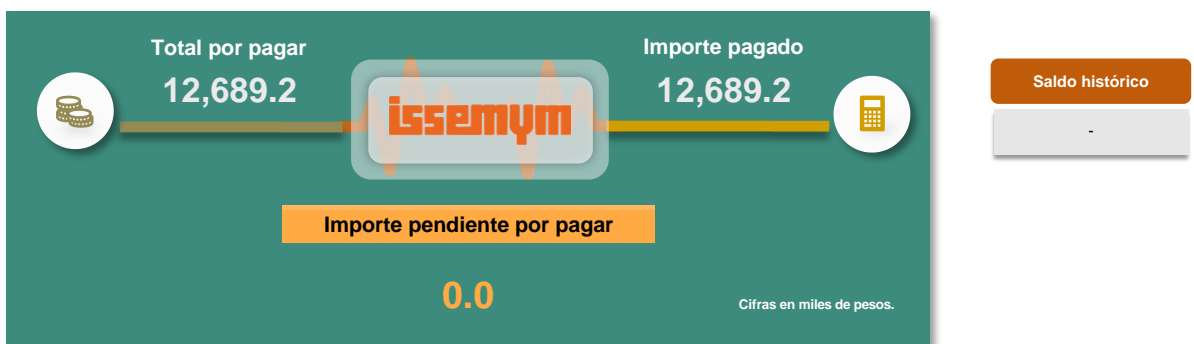 Total por pagar
12,689.2
issemym
Importe pagado
12,689.2
Importe pendiente por pagar
0.0
Cifras en miles de pesos.
Saldo histórico
-